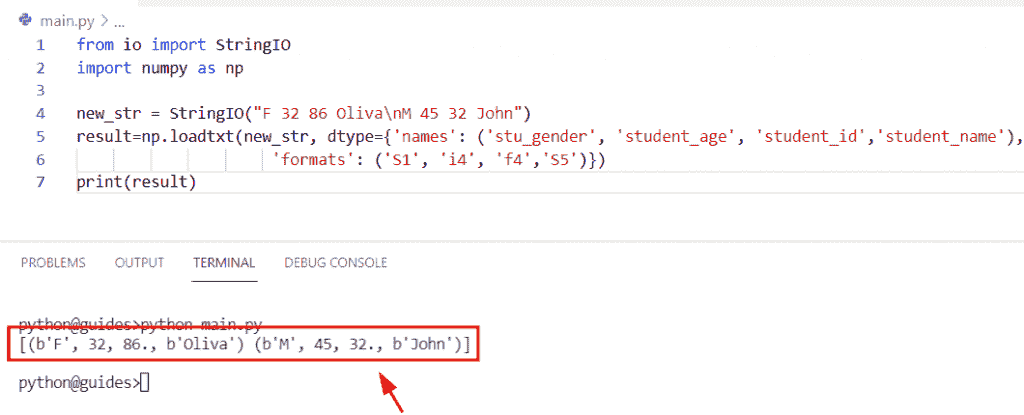 main.py > ...
1 from io import StringIO
2 import numpy as np
3
4 new_str = StringIO("F 32 86 Oliva\nM 45 32 John")
5 result=np.loadtxt(new_str, dtype={'names': ('stu_gender', 'student_age', 'student_id','student_name'),
6 'formats': ('S1', 'i4', 'f4','S5')})
7 print(result)
PROBLEMS OUTPUT TERMINAL DEBUG CONSOLE
python@guides>python main.py
[(b'F', 32, 86., b'Oliva') (b'M', 45, 32., b'John')]
python@guides>